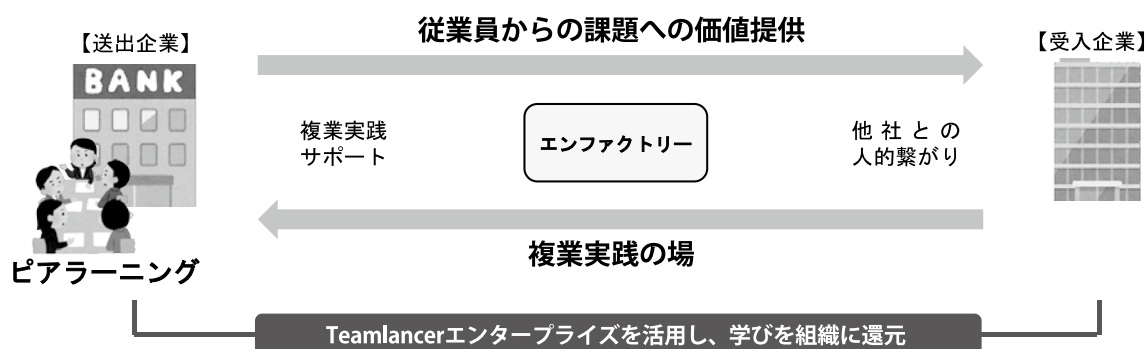 従業員からの課題への価値提供
【送出企業】
【受入企業】
BANK
複業実践
サポート
エンファクトリー
他社との
人的繋がり
複業実践の場
ピアラーニング
Teamlancerエンタープライズを活用し、学びを組織に還元